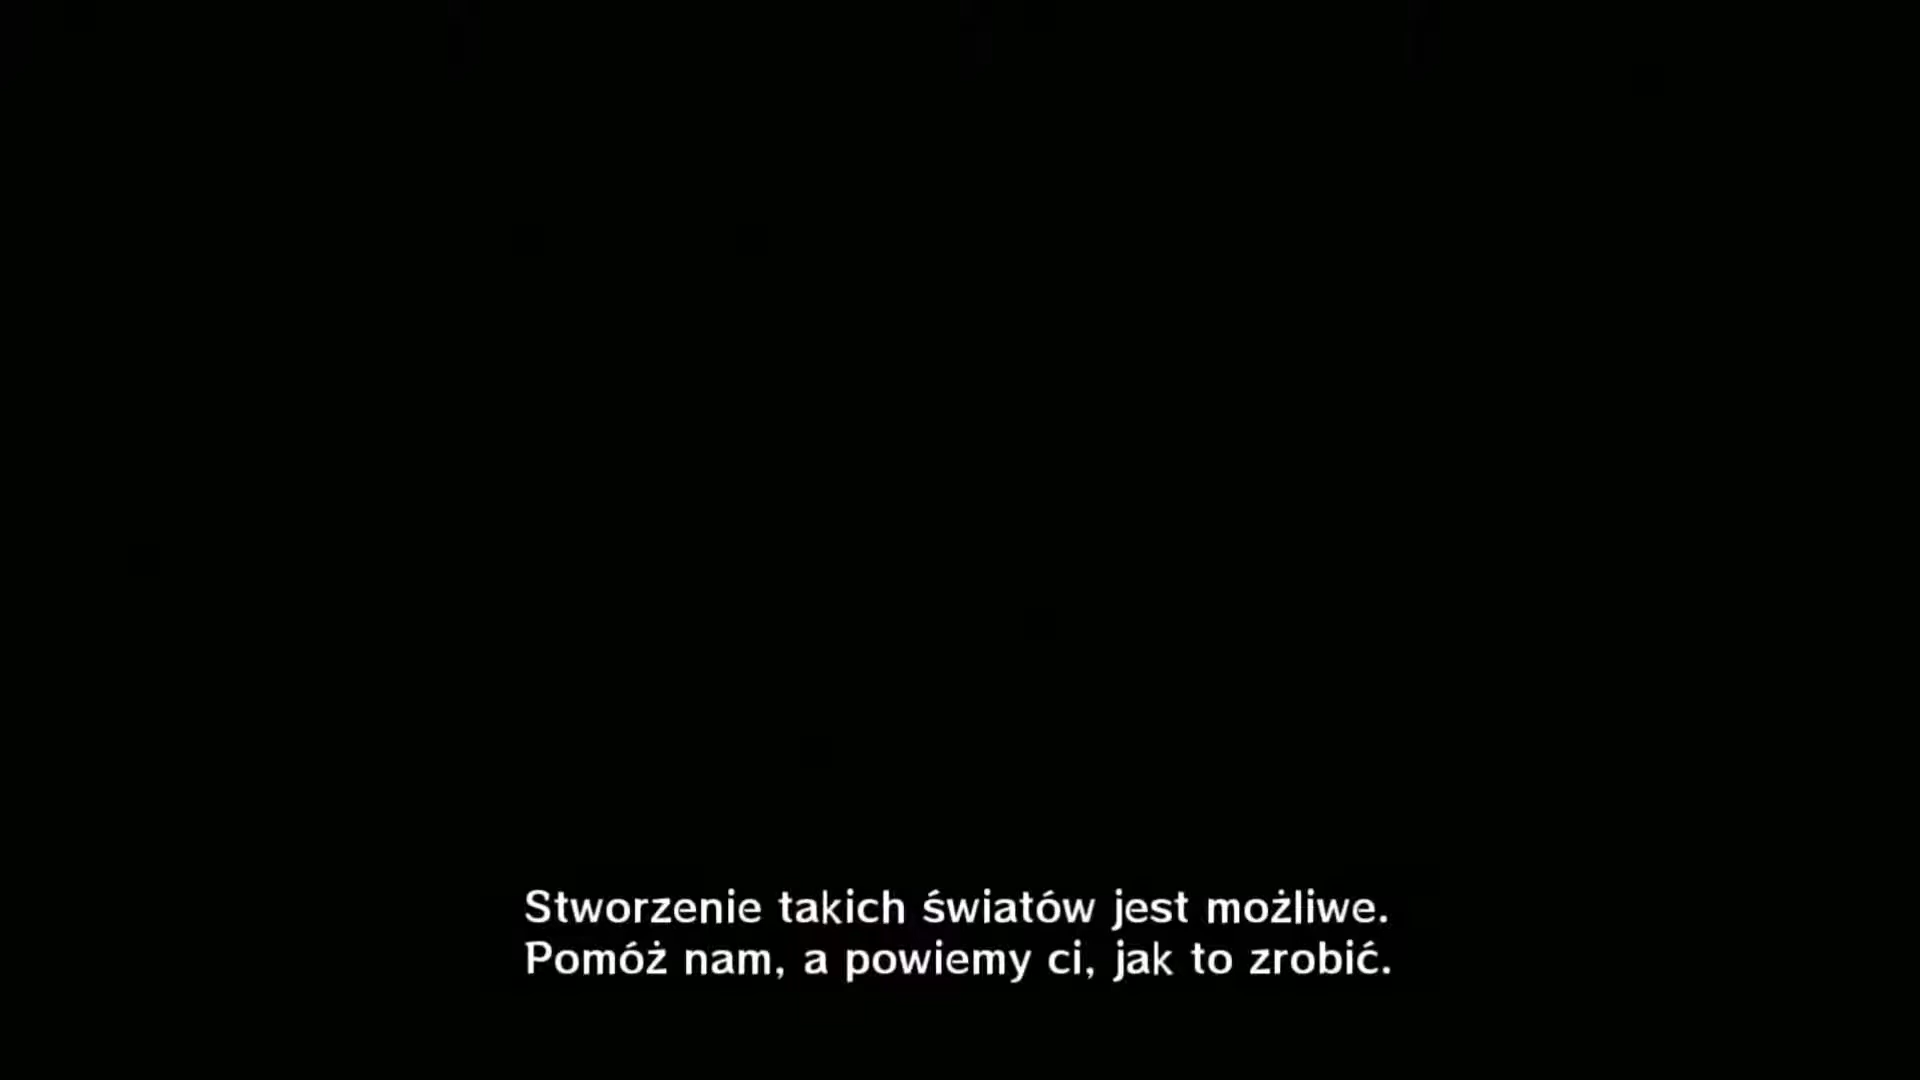 Stworzenie takich światów jest możliwe.
Pomóż nam, a powiemy ci, jak to zrobić.